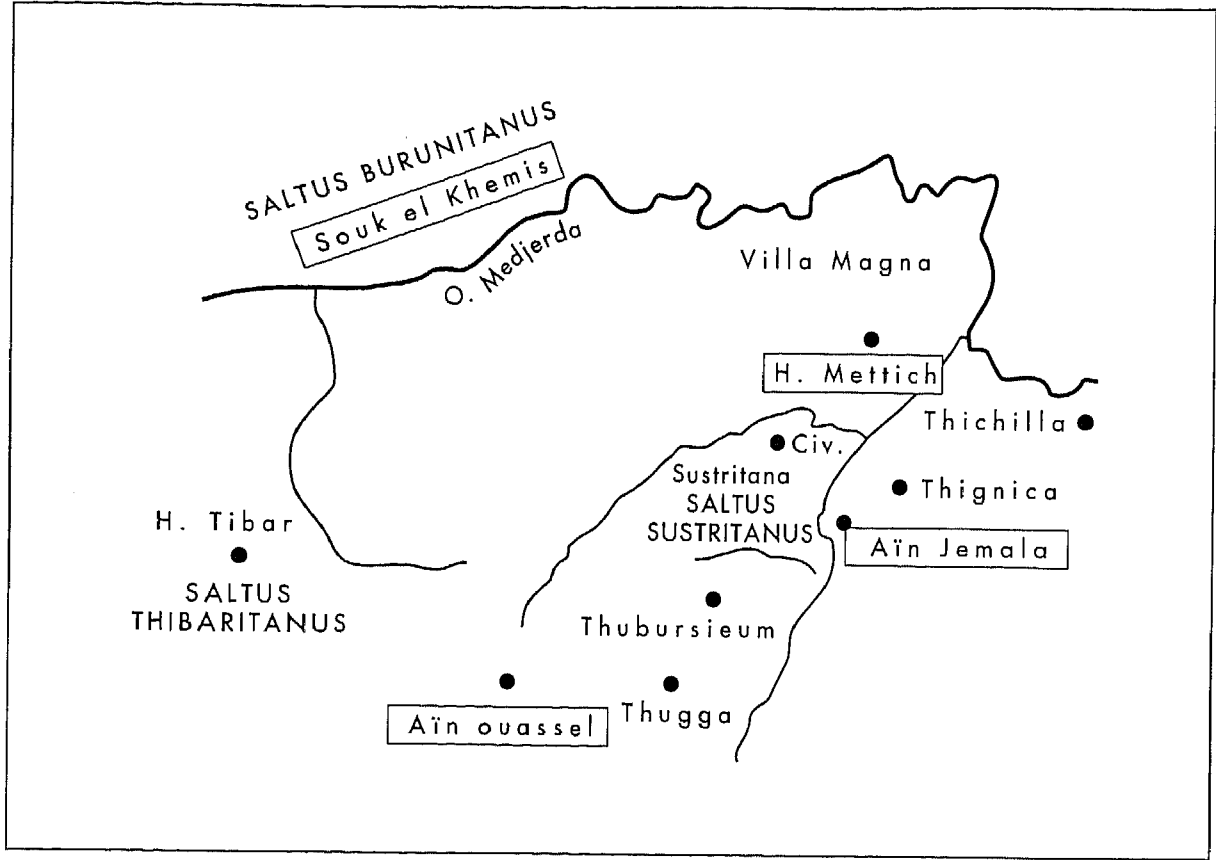 SALTUS BURUNITANUS
Souk el Khemis
O. Medjerda
Villa Magna
H. Mettich
Thichilla
Civ.
Sustritana
SALTUS
SUSTRITANUS
Thignica
Aïn Jemala
H. Tibar
SALTUS
THIBARITANUS
Thubursieum
Aïn ouassel
Thugga